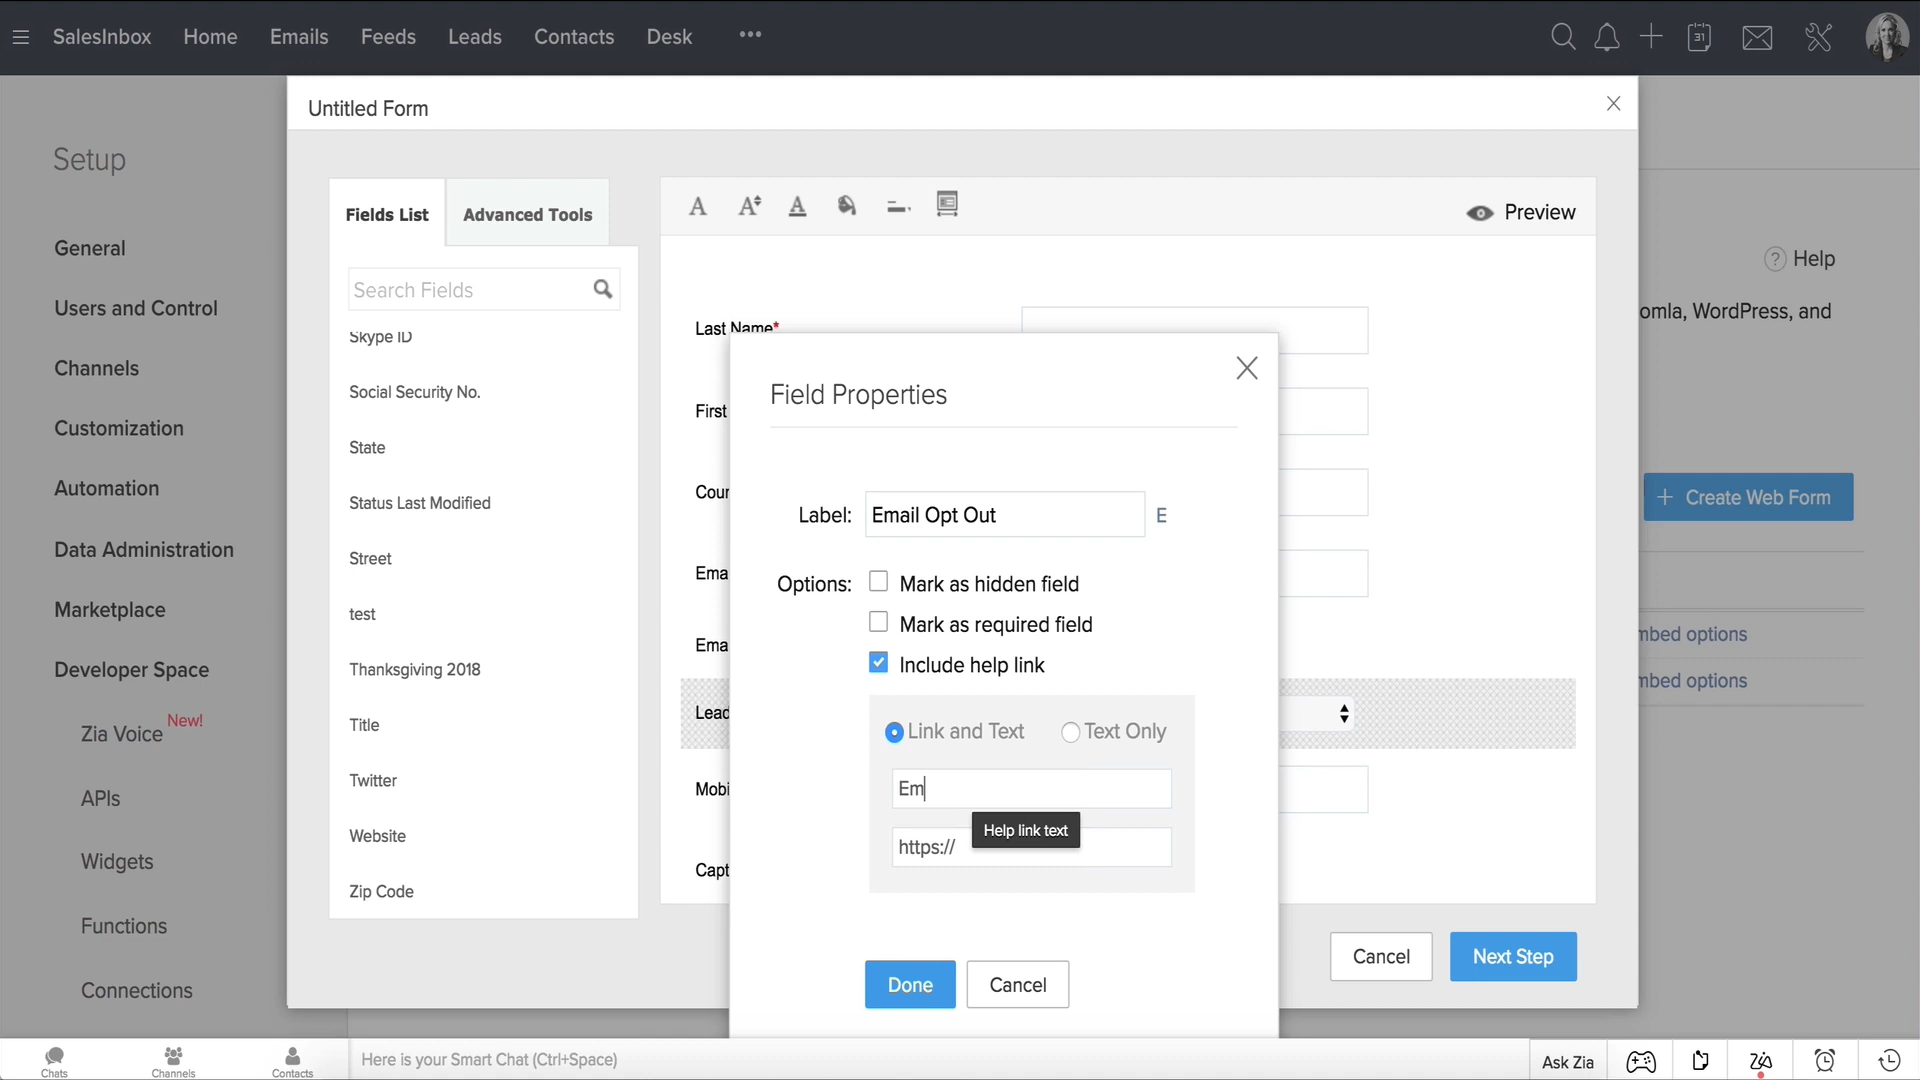 SalesInbox Home Emails Feeds Leads Contacts Desk
31
Untitled Form
Setup
General
Users and Control
Channels
Customization
Automation
Data Administration
Marketplace
Developer Space
Zia Voice New!
APIs
Widgets
Functions
Connections
Fields List Advanced Tools
Search Fields
Skype ID
Social Security No.
State
Status Last Modified
Street
test
Thanksgiving 2018
Title
Twitter
Website
Zip Code
A A A
Preview
Last Name*
First
Cour
Ema
Ema
Lead
Mobi
Capt
Field Properties
Label: Email Opt Out E
Options: Mark as hidden field
Mark as required field
Include help link
Link and Text Text Only
Em
Help link text
https://
Done Cancel
Cancel Next Step
? Help
omla, WordPress, and
+ Create Web Form
mbed options
mbed options
Chats Channels Contacts
Here is your Smart Chat (Ctrl+Space)
Ask Zia